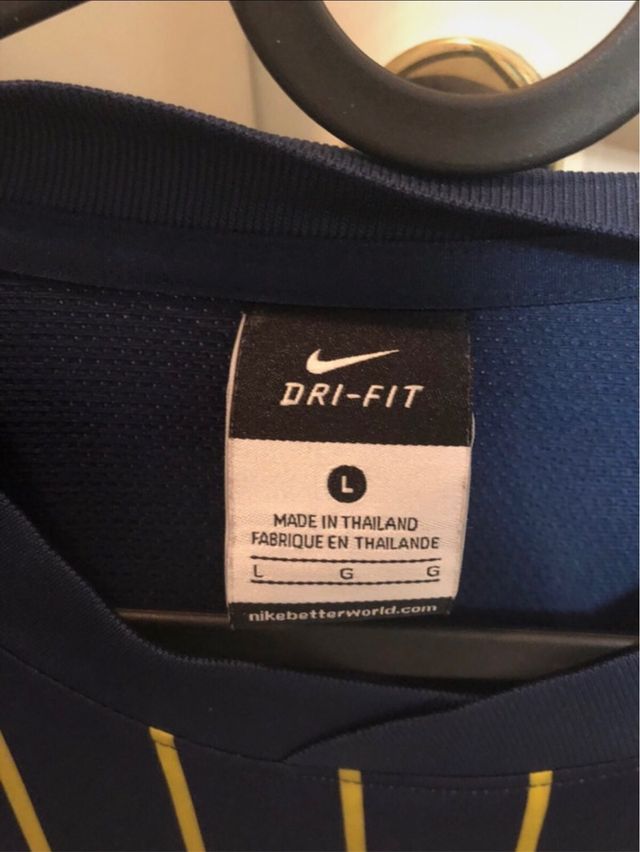 DRI-FIT
L
MADE IN THAILAND
FABRIQUE EN THAILANDE
L G G
nikebetterworld.com